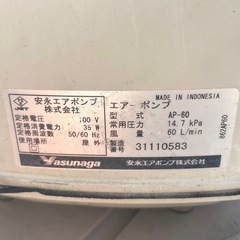 MADE IN INDONESIA
JET
安永エアポンプ
株式会社
エアーポンプ
定格電圧: 100 V
型式 AP-60
定格消費電力: 35 W
常用圧力 14.7 kPa
定格周波数 50/60 Hz
風量 60 L/min
使用場所: 屋外
製造番号 31110583
862AP60
Yasunaga
安永エアポンプ株式会社